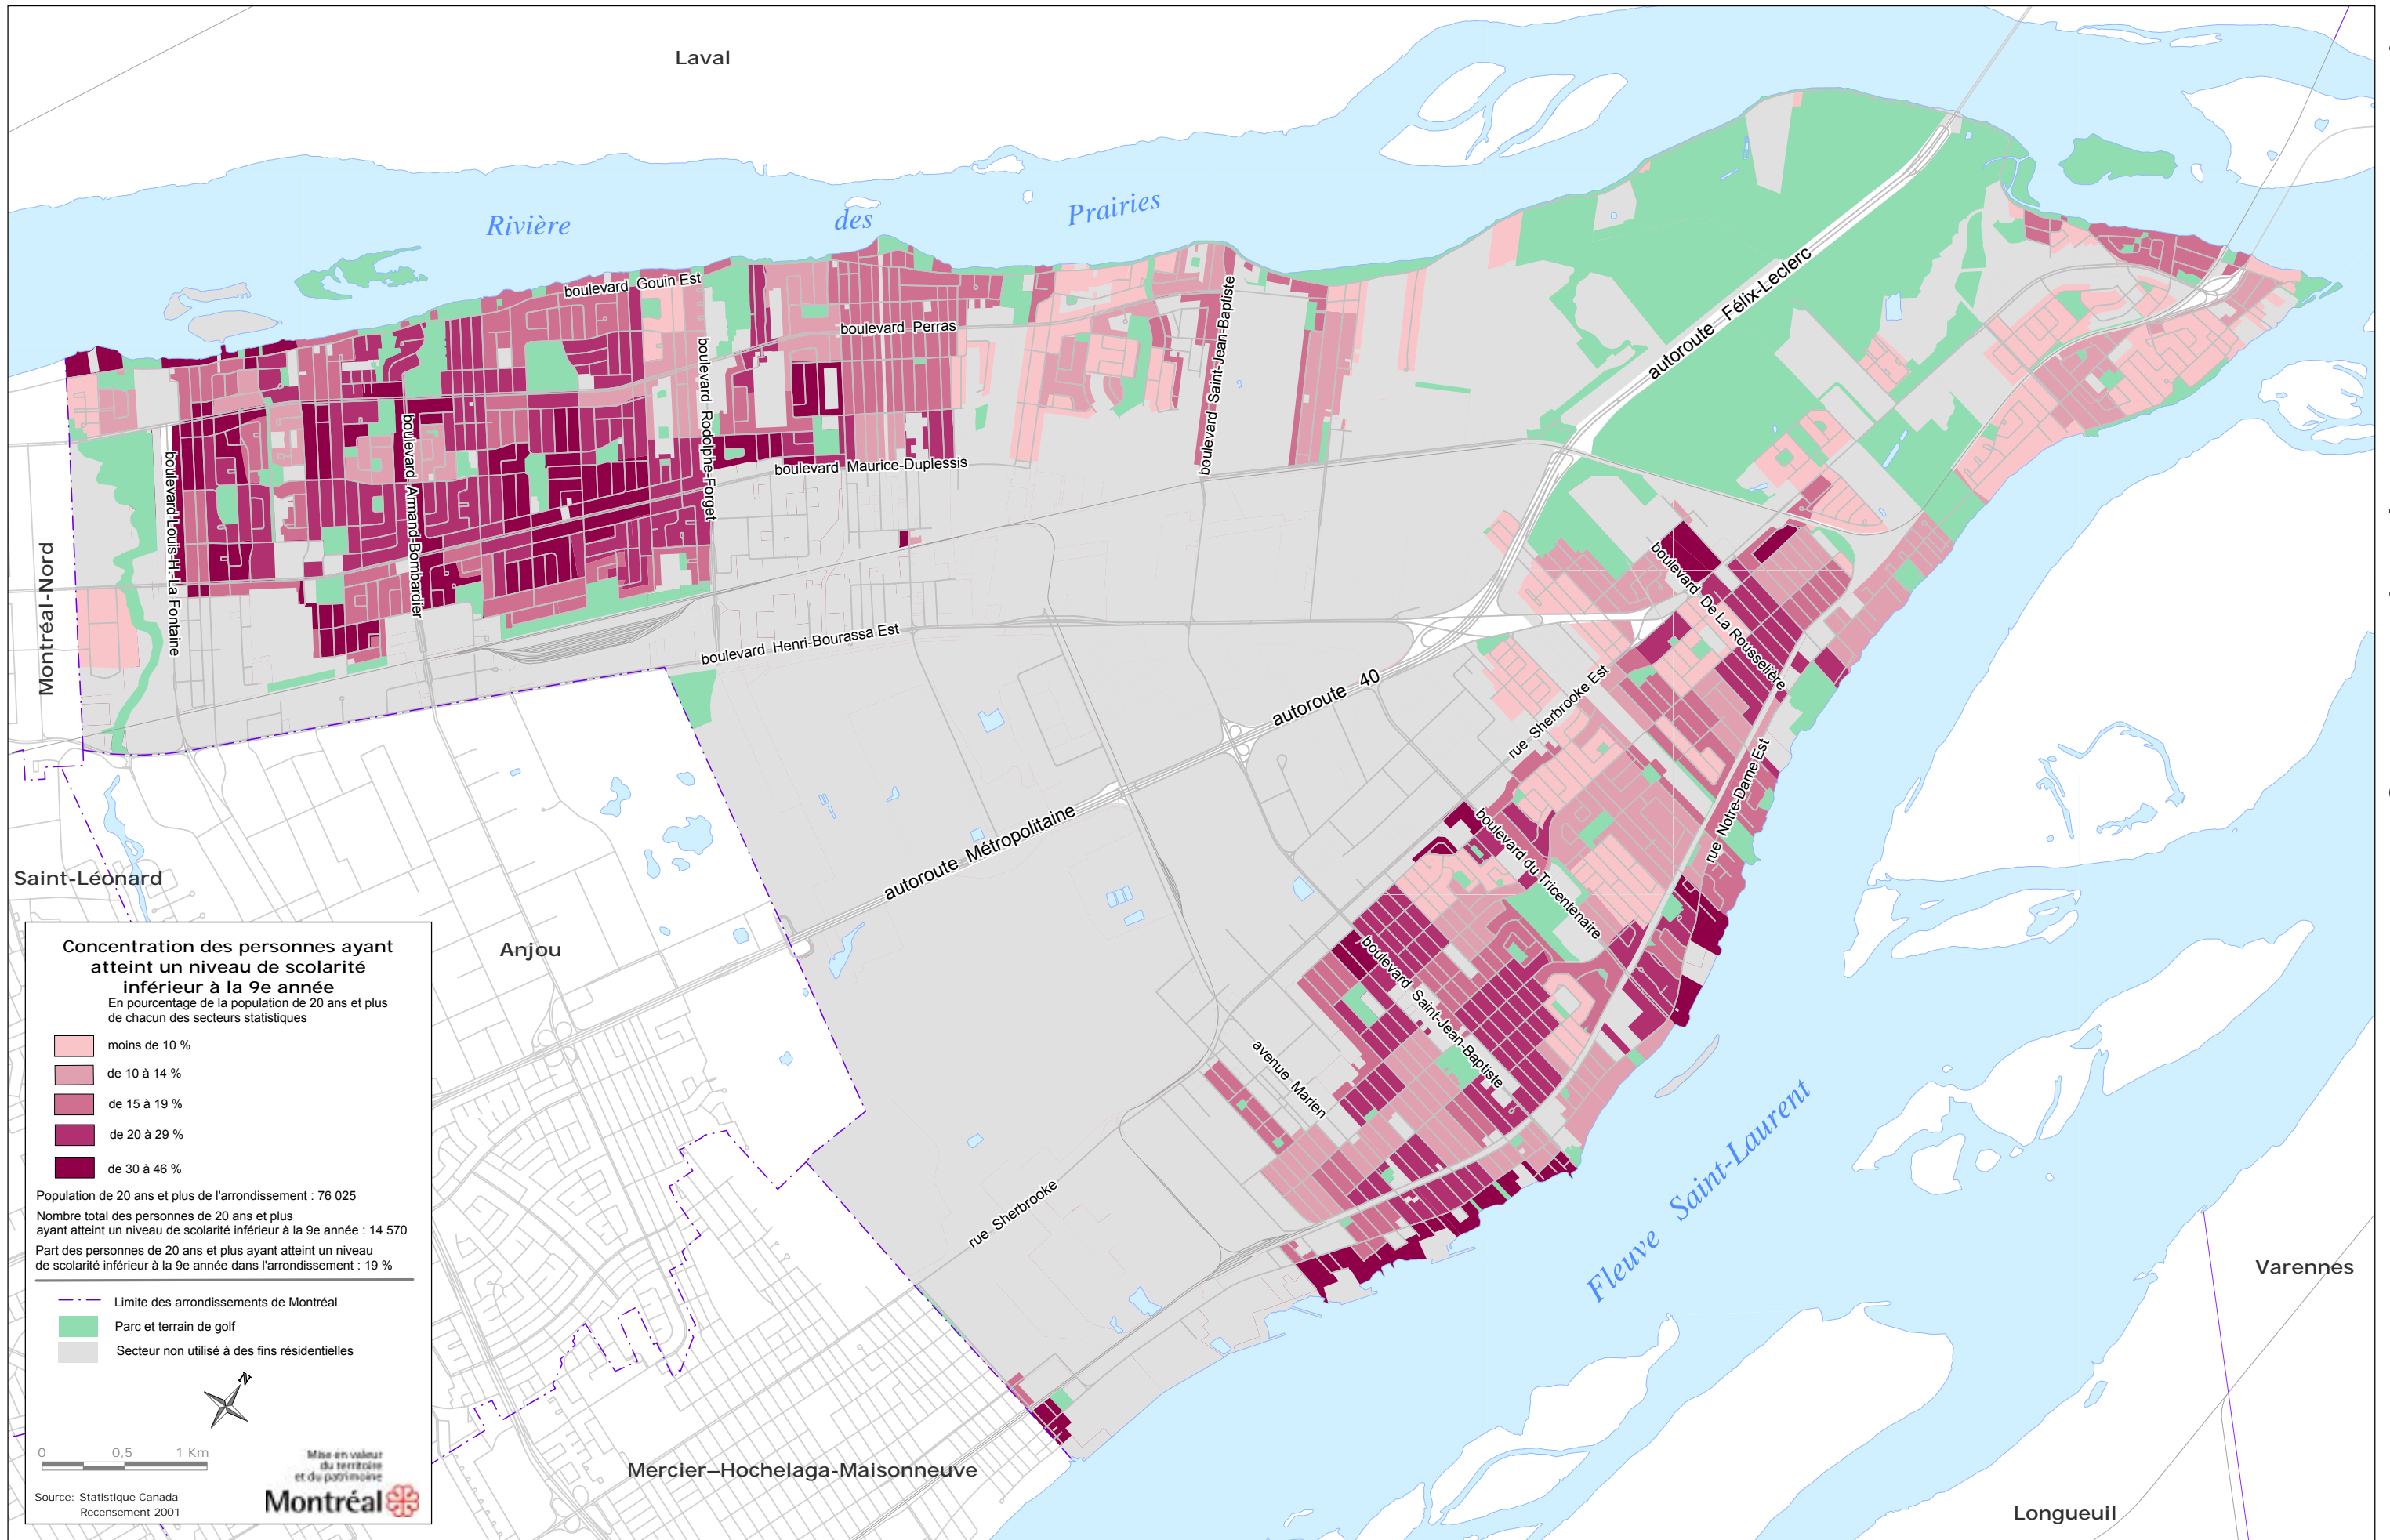 Laval
Rivière des Prairies
boulevard Gouin Est
boulevard Perras
boulevard Saint-Jean-Baptiste
autoroute Félix-Leclerc
boulevard Rodolphe-Forget
boulevard Armand-Bombardier
boulevard Louis-H.-La Fontaine
boulevard Maurice-Duplessis
Montréal-Nord
boulevard Henri-Bourassa Est
boulevard De La Rousselière
autoroute 40
rue Sherbrooke Est
rue Notre-Dame Est
autoroute Métropolitaine
boulevard du Tricentenaire
boulevard Saint-Jean-Baptiste
avenue Marien
rue Sherbrooke
Saint-Léonard
Anjou
Fleuve Saint-Laurent
Varennes
Mercier–Hochelaga-Maisonneuve
Longueuil
Concentration des personnes ayant
atteint un niveau de scolarité
inférieur à la 9e année
En pourcentage de la population de 20 ans et plus
de chacun des secteurs statistiques
moins de 10 %
de 10 à 14 %
de 15 à 19 %
de 20 à 29 %
de 30 à 46 %
Population de 20 ans et plus de l'arrondissement : 76 025
Nombre total des personnes de 20 ans et plus
ayant atteint un niveau de scolarité inférieur à la 9e année : 14 570
Part des personnes de 20 ans et plus ayant atteint un niveau
de scolarité inférieur à la 9e année dans l'arrondissement : 19 %
Limite des arrondissements de Montréal
Parc et terrain de golf
Secteur non utilisé à des fins résidentielles
N
0 0,5 1 Km
Mise en valeur
du territoire
et du patrimoine
Montréal
Source: Statistique Canada
Recensement 2001